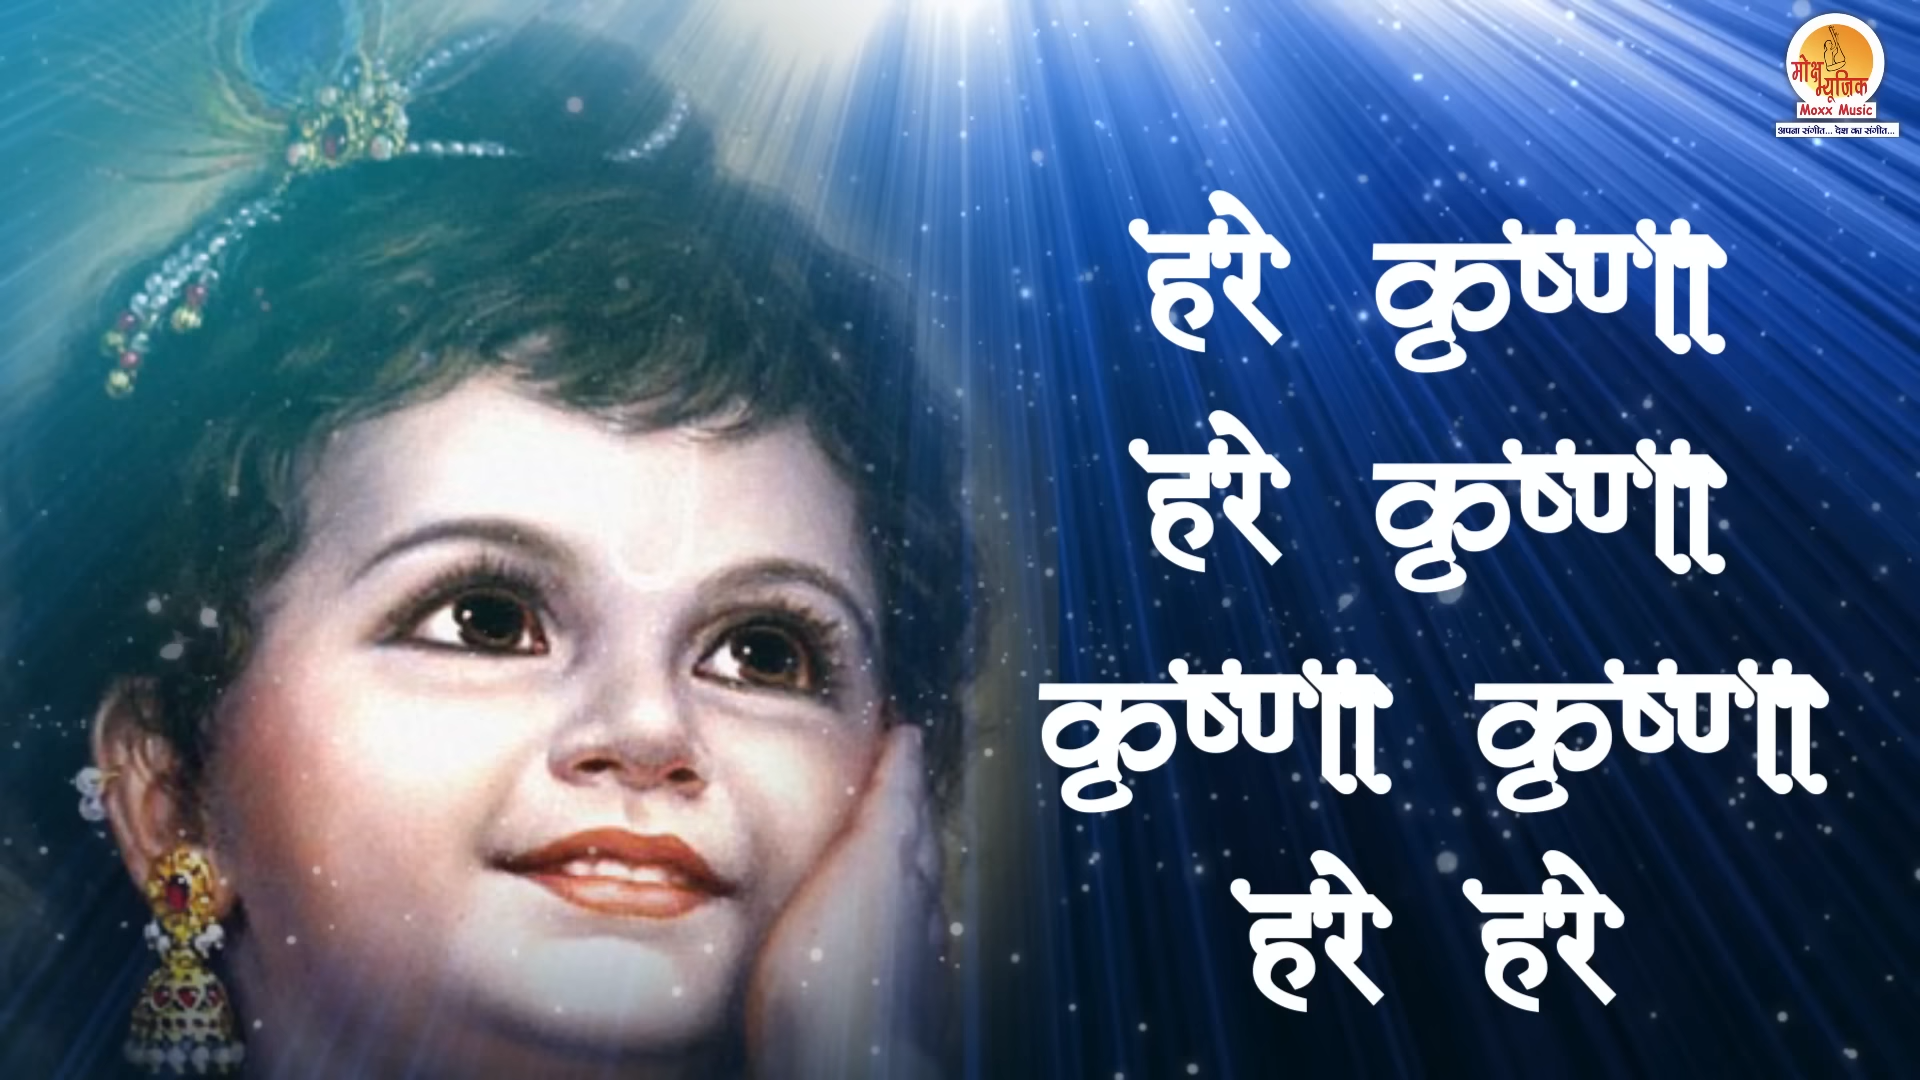 मोक्ष म्यूज़िक
Moxx Music
अपना संगीत... देश का संगीत...
हरे कृष्णा
हरे कृष्णा
कृष्णा कृष्णा
हरे हरे